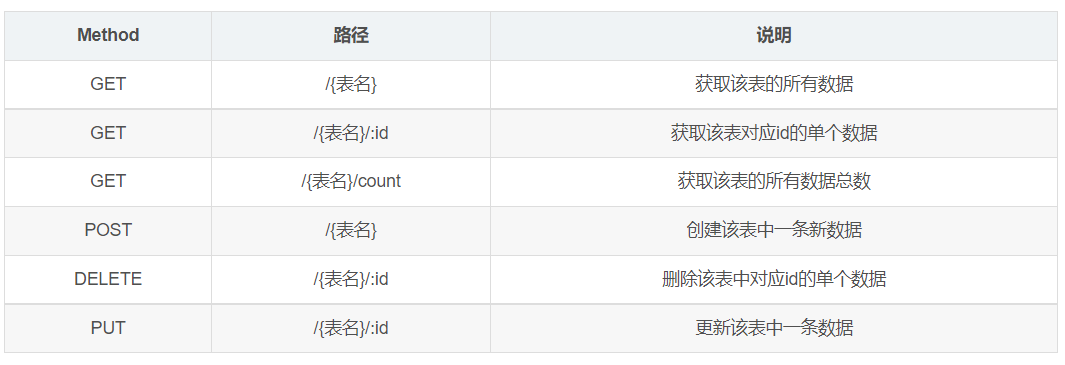 Method 路径 说明
GET /{表名} 获取该表的所有数据
GET /{表名}/:id 获取该表对应id的单个数据
GET /{表名}/count 获取该表的所有数据总数
POST /{表名} 创建该表中一条新数据
DELETE /{表名}/:id 删除该表中对应id的单个数据
PUT /{表名}/:id 更新该表中一条数据